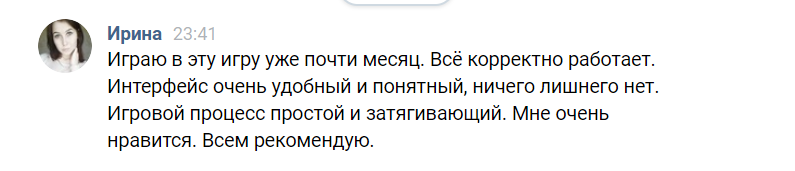 Ирина 23:41
Играю в эту игру уже почти месяц. Всё корректно работает.
Интерфейс очень удобный и понятный, ничего лишнего нет.
Игровой процесс простой и затягивающий. Мне очень
нравится. Всем рекомендую.